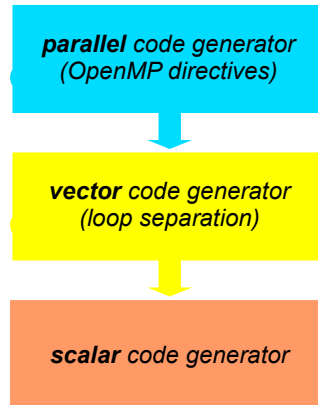 parallel code generator
(OpenMP directives)
vector code generator
(loop separation)
scalar code generator